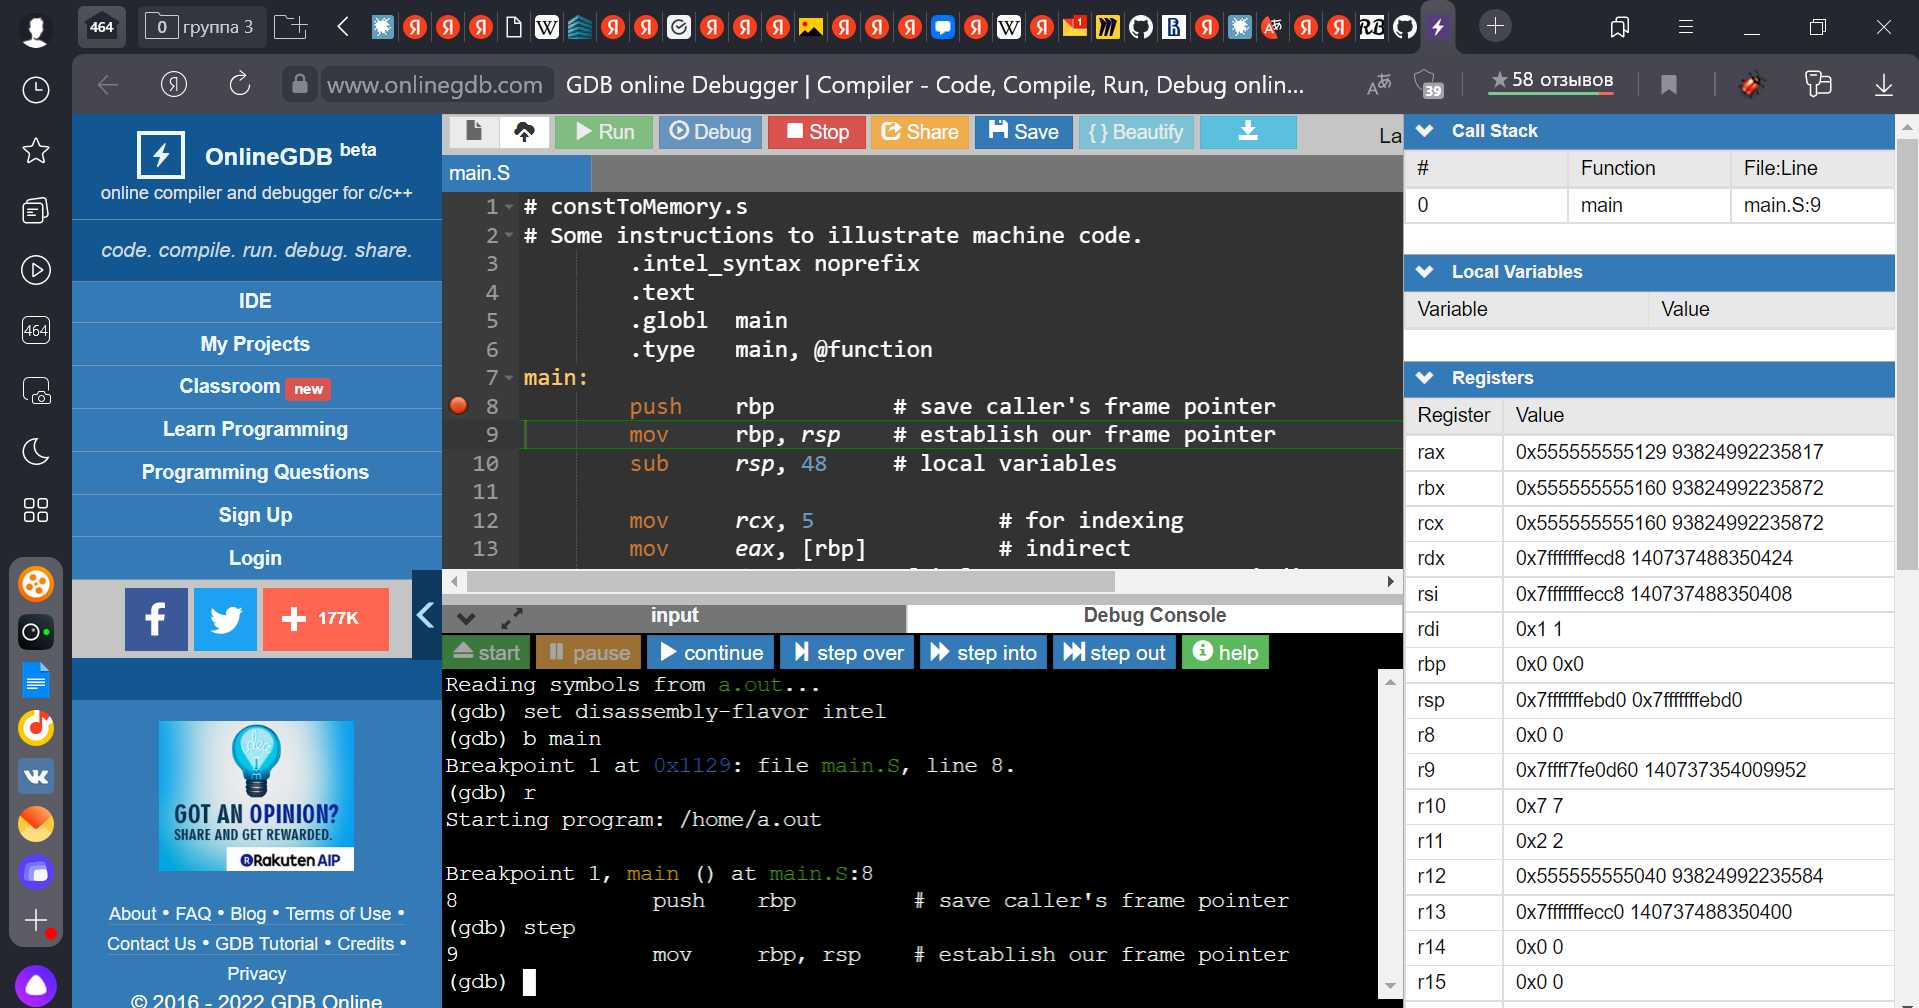 464
0 группа 3
1
www.onlinegdb.com GDB online Debugger | Compiler - Code, Compile, Run, Debug onlin...
39
★ 58 отзывов
464
OnlineGDB beta
online compiler and debugger for c/c++
code. compile. run. debug. share.
IDE
My Projects
Classroom new
Learn Programming
Programming Questions
Sign Up
Login
177K
GOT AN OPINION?
SHARE AND GET REWARDED.
Rakuten AIP
About • FAQ • Blog • Terms of Use •
Contact Us • GDB Tutorial • Credits •
Privacy
© 2016 - 2022 GDB Online
Run Debug Stop Share Save { } Beautify La
main.S
1 # constToMemory.s
2 # Some instructions to illustrate machine code.
3 .intel_syntax noprefix
4 .text
5 .globl main
6 .type main, @function
7 main:
8 push rbp # save caller's frame pointer
9 mov rbp, rsp # establish our frame pointer
10 sub rsp, 48 # local variables
11
12 mov rcx, 5 # for indexing
13 mov eax, [rbp] # indirect
input Debug Console
start pause continue step over step into step out help
Reading symbols from a.out...
(gdb) set disassembly-flavor intel
(gdb) b main
Breakpoint 1 at 0x1129: file main.S, line 8.
(gdb) r
Starting program: /home/a.out
Breakpoint 1, main () at main.S:8
8 push rbp # save caller's frame pointer
(gdb) step
9 mov rbp, rsp # establish our frame pointer
(gdb)
Call Stack
# Function File:Line
0 main main.S:9
Local Variables
Variable Value
Registers
Register Value
rax 0x555555555129 93824992235817
rbx 0x555555555160 93824992235872
rcx 0x555555555160 93824992235872
rdx 0x7fffffffecd8 140737488350424
rsi 0x7fffffffecc8 140737488350408
rdi 0x1 1
rbp 0x0 0x0
rsp 0x7fffffffebd0 0x7fffffffebd0
r8 0x0 0
r9 0x7ffff7fe0d60 140737354009952
r10 0x7 7
r11 0x2 2
r12 0x555555555040 93824992235584
r13 0x7fffffffecc0 140737488350400
r14 0x0 0
r15 0x0 0